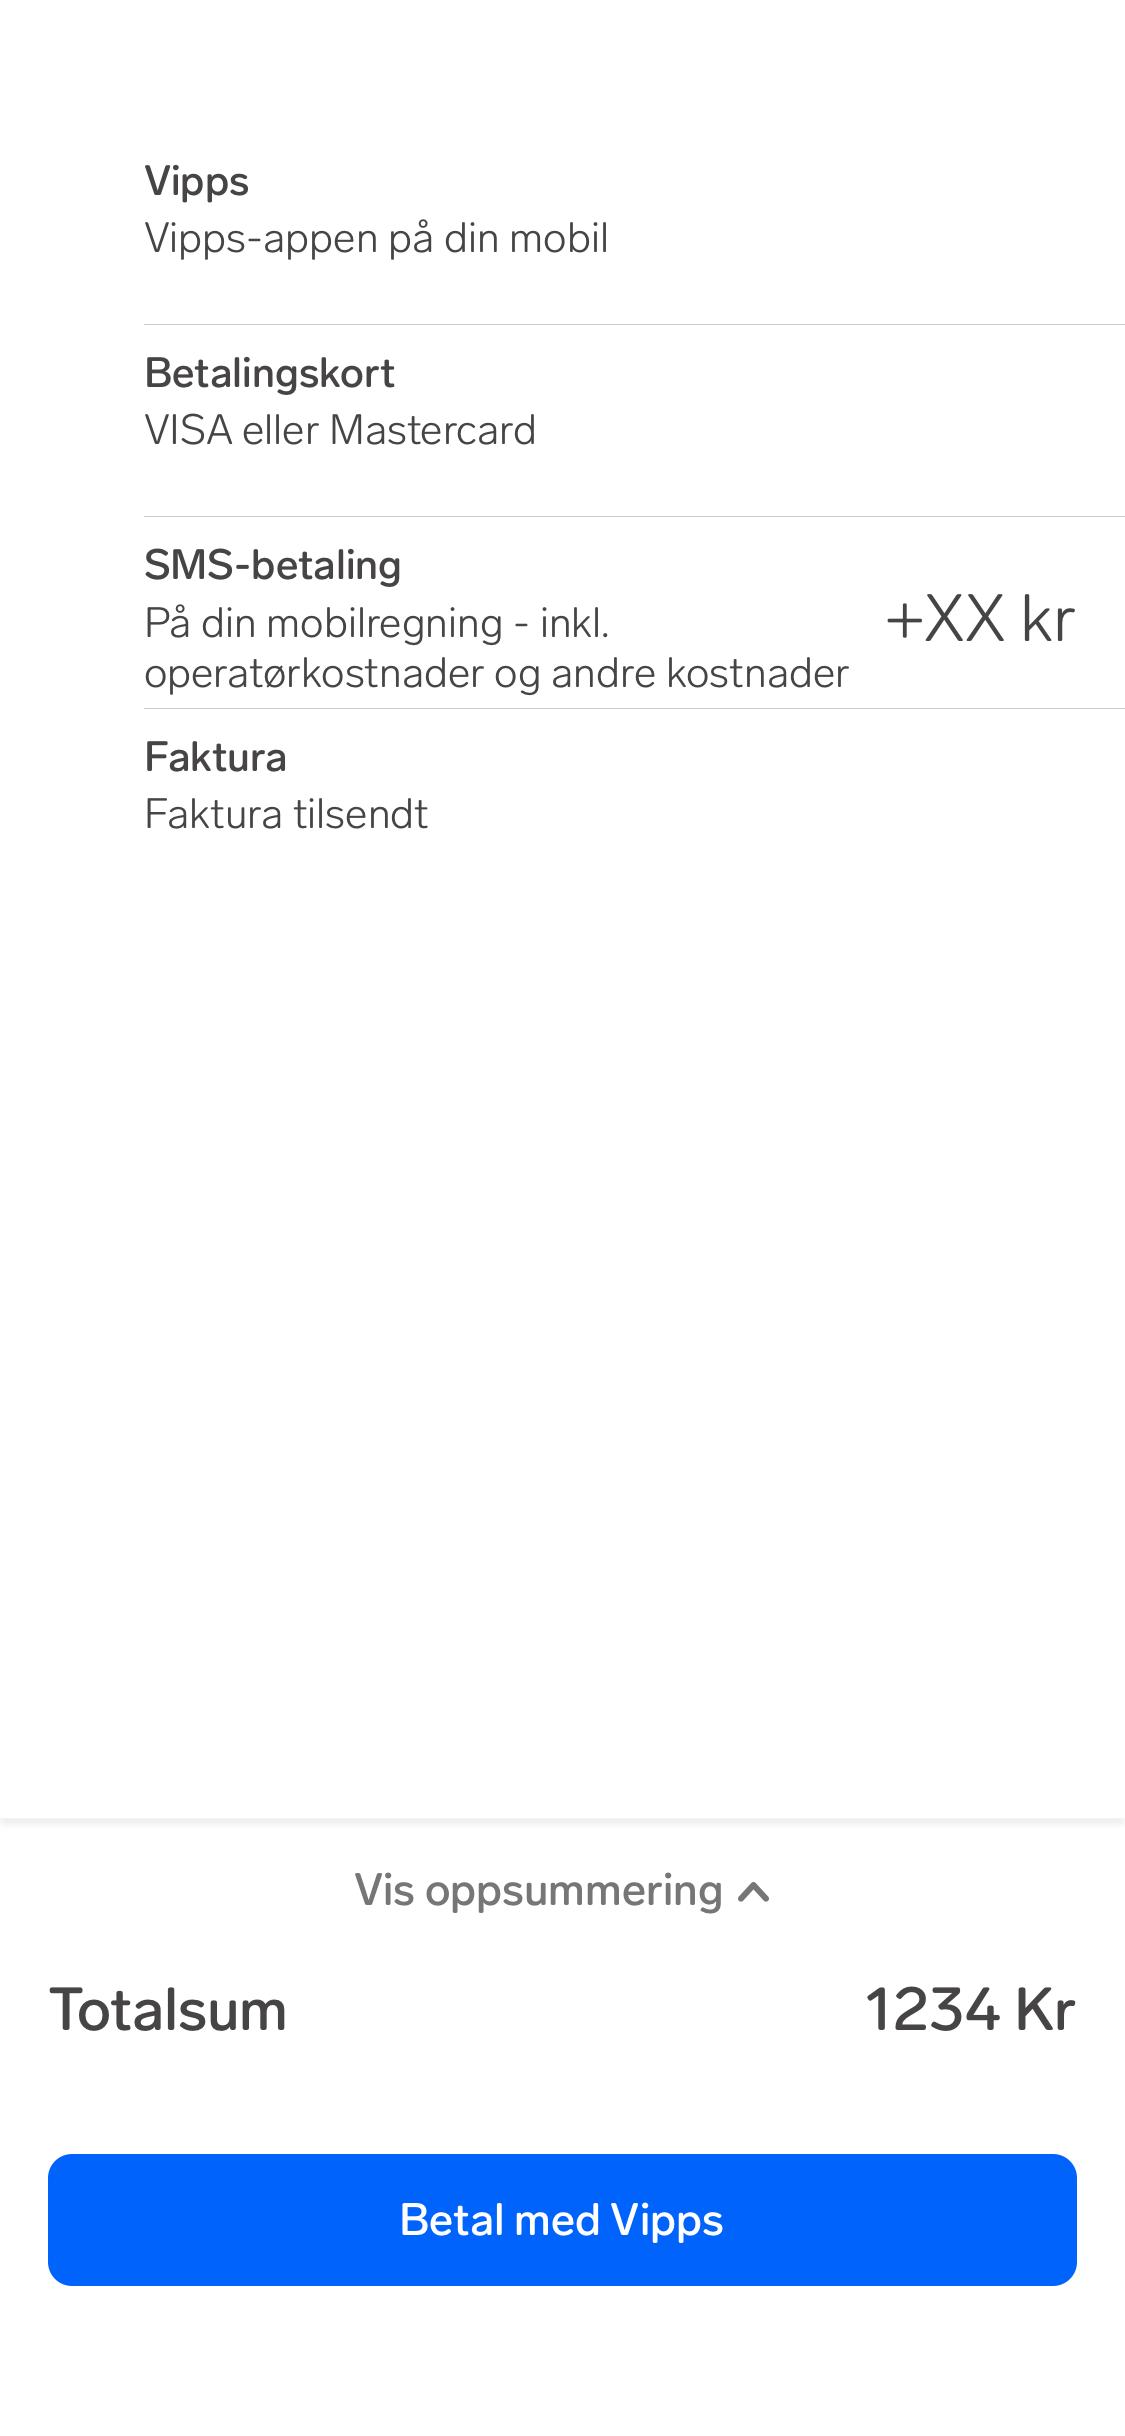 Vipps
Vipps-appen på din mobil
Betalingskort
VISA eller Mastercard
SMS-betaling
På din mobilregning - inkl.
operatørkostnader og andre kostnader
+XX kr
Faktura
Faktura tilsendt
Vis oppsummering
Totalsum 1234 Kr
Betal med Vipps